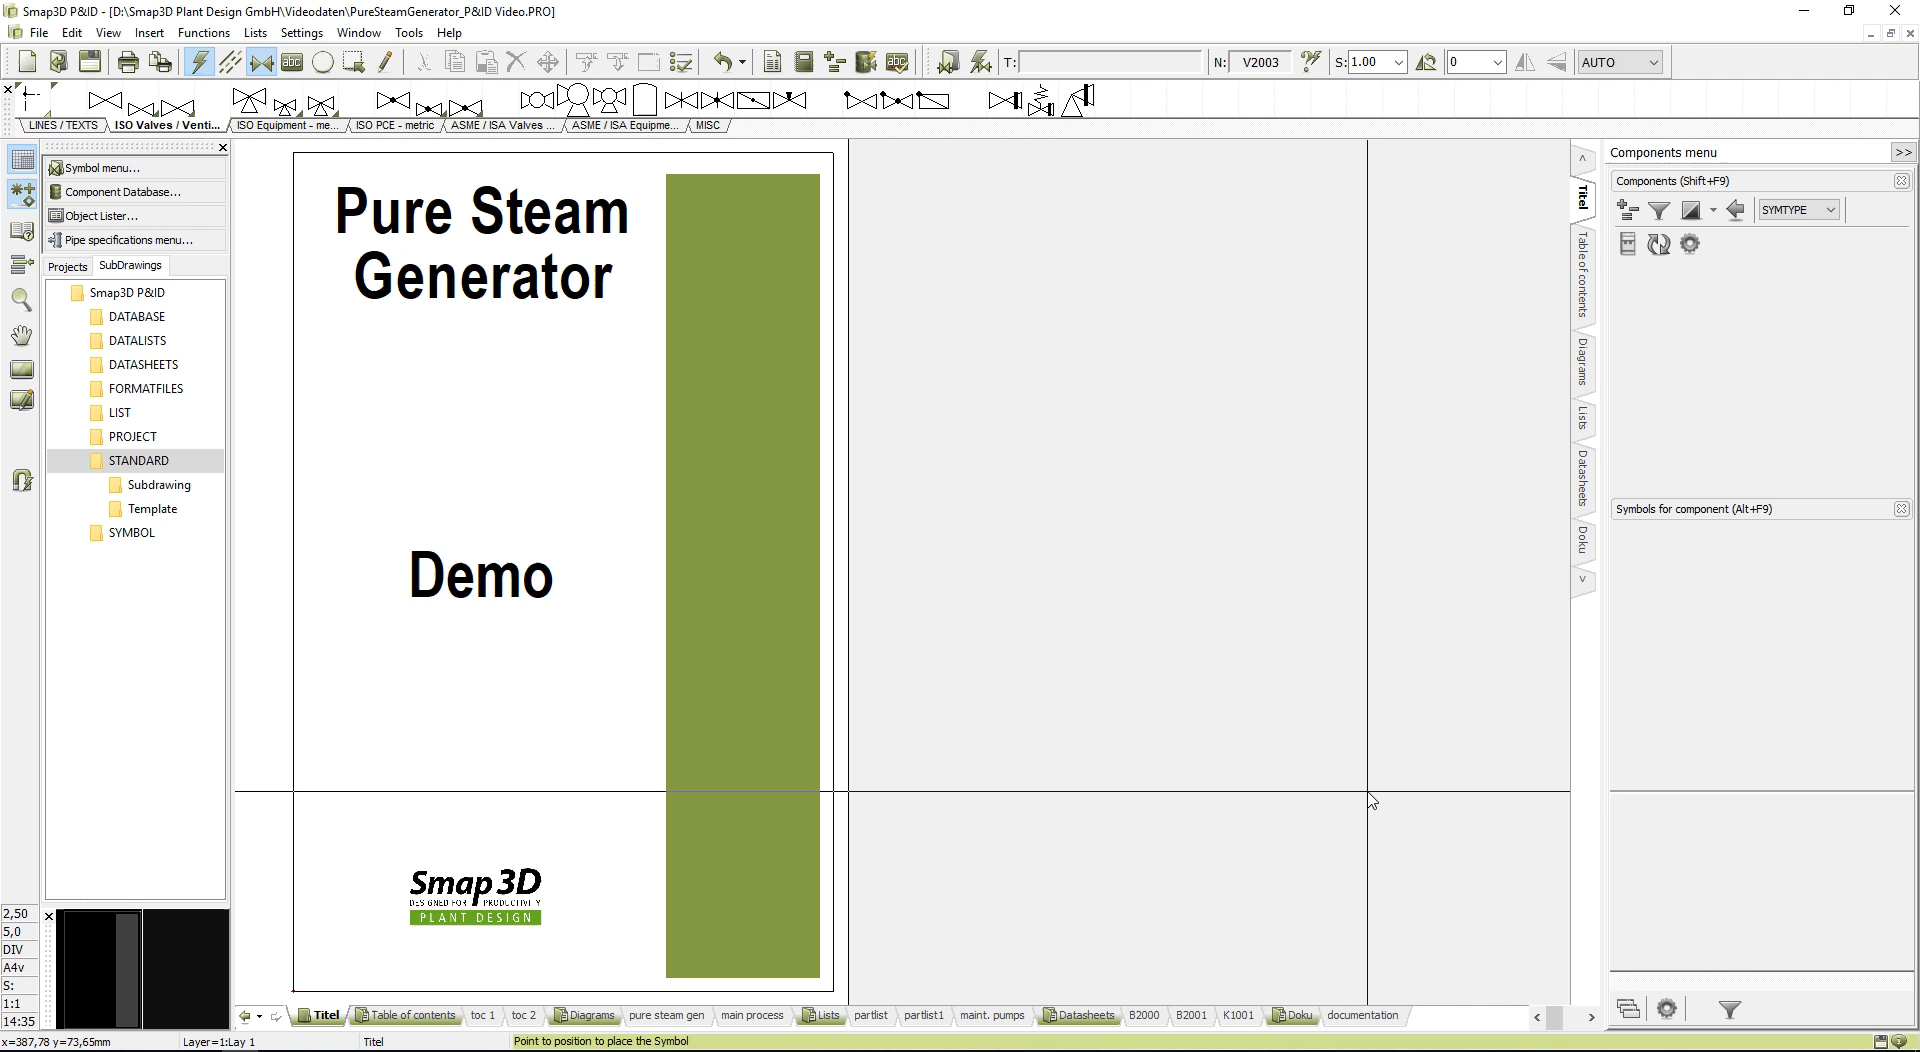 Smap3D P&ID - [D:\Smap3D Plant Design GmbH\Videodaten\PureSteamGenerator_P&ID Video.PRO]
File Edit View Insert Functions Lists Settings Window Tools Help
T: N: V2003 S: 1.00 0 AUTO
LINES / TEXTS ISO Valves / Venti... ISO Equipment - me... ISO PCE - metric ASME / ISA Valves ... ASME / ISA Equipme... MISC
Symbol menu...
Component Database...
Object Lister...
Pipe specifications menu...
Projects SubDrawings
Smap3D P&ID
DATABASE
DATALISTS
DATASHEETS
FORMATFILES
LIST
PROJECT
STANDARD
Subdrawing
Template
SYMBOL
2,50
5,0
DIV
A4v
S:
1:1
14:35
Pure Steam
Generator
Demo
Smap3D
DESIGNED FOR PRODUCTIVITY
PLANT DESIGN
Titel
Table of contents
Diagrams
Lists
Datasheets
Doku
Components menu >>
Components (Shift+F9)
SYMTYPE
Symbols for component (Alt+F9)
Titel Table of contents toc 1 toc 2 Diagrams pure steam gen main process Lists partlist partlist1 maint. pumps Datasheets B2000 B2001 K1001 Doku documentation
x=387,78 y=73,65mm Layer=1:Lay 1 Titel Point to position to place the Symbol